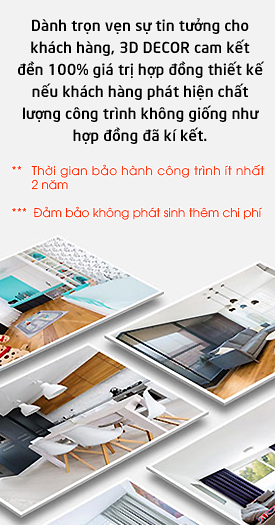 Dành trọn vẹn sự tin tưởng cho
khách hàng, 3D DECOR cam kết
đền 100% giá trị hợp đồng thiết kế
nếu khách hàng phát hiện chất
lượng công trình không giống như
hợp đồng đã kí kết.
** Thời gian bảo hành công trình ít nhất
2 năm
*** Đảm bảo không phát sinh thêm chi phí